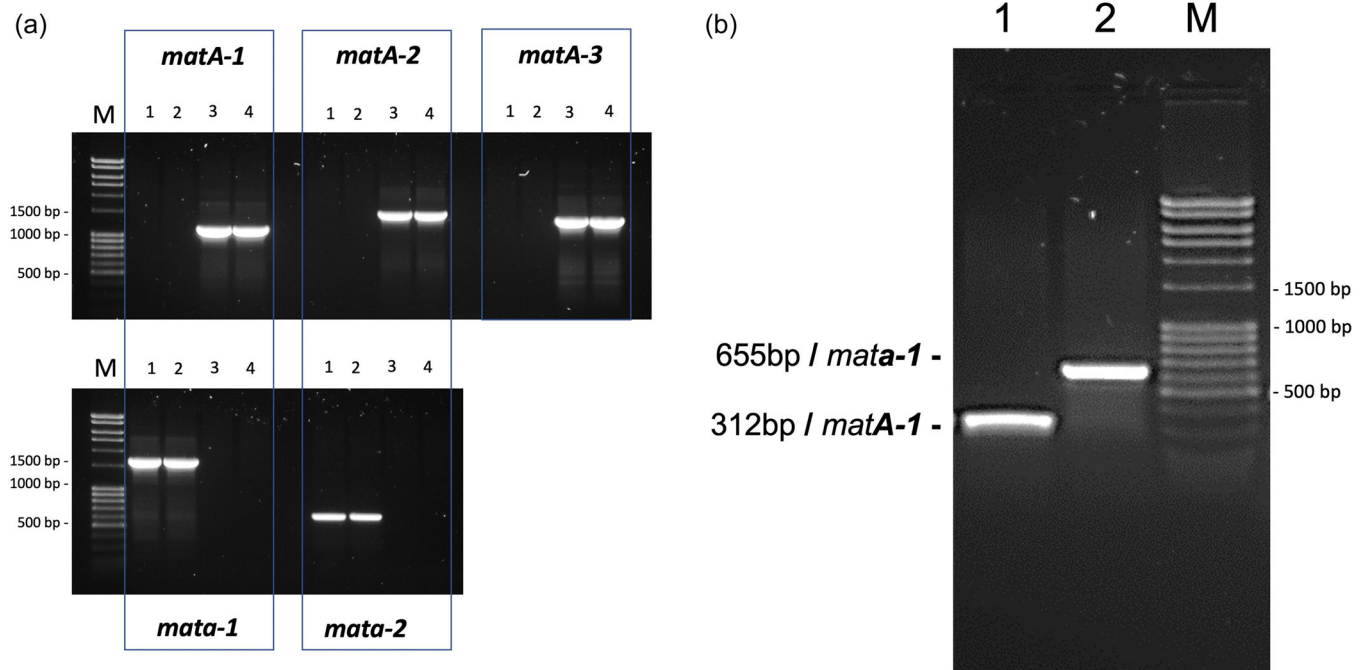 (a)
matA-1 matA-2 matA-3
M 1 2 3 4 1 2 3 4 1 2 3 4
1500 bp -
1000 bp -
500 bp -
M 1 2 3 4 1 2 3 4
1500 bp -
1000 bp -
500 bp -
mata-1 mata-2
(b)
1 2 M
- 1500 bp
- 1000 bp
655bp / mata-1 -
- 500 bp
312bp / matA-1 -